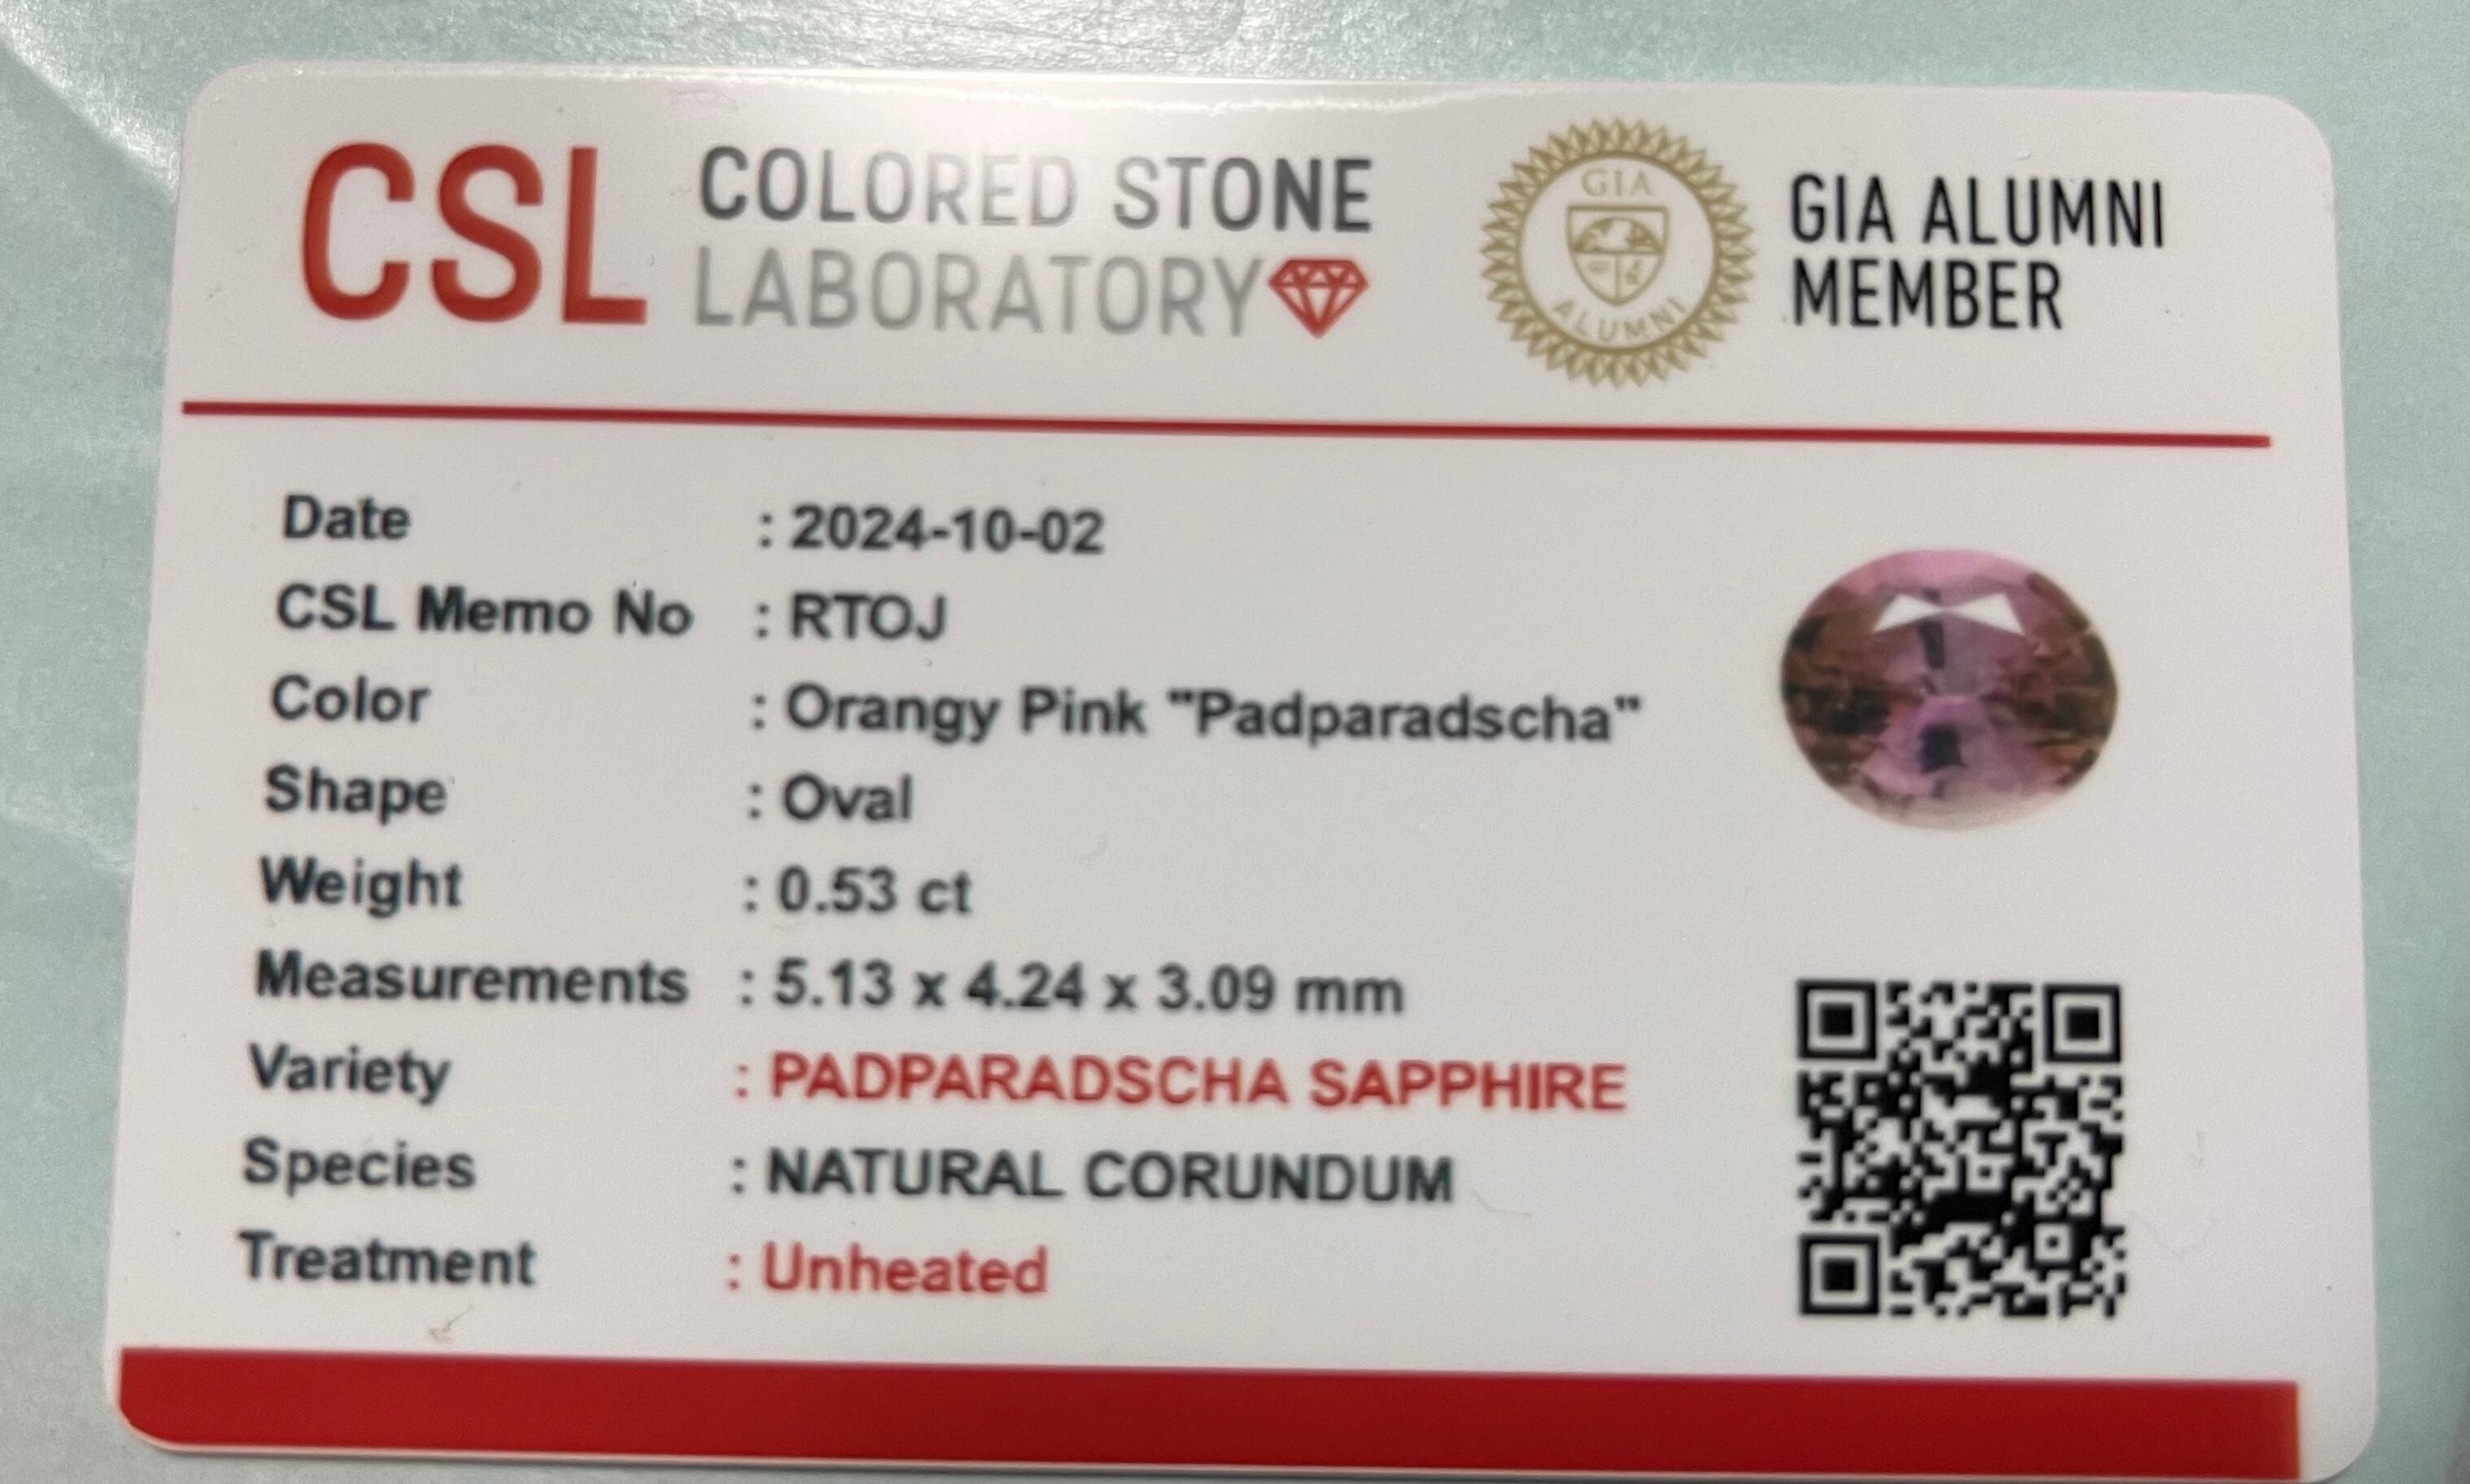 CSL COLORED STONE LABORATORY
GIA ALUMNI
GIA ALUMNI MEMBER
Date : 2024-10-02
CSL Memo No : RTOJ
Color : Orangy Pink "Padparadscha"
Shape : Oval
Weight : 0.53 ct
Measurements : 5.13 x 4.24 x 3.09 mm
Variety : PADPARADSCHA SAPPHIRE
Species : NATURAL CORUNDUM
Treatment : Unheated